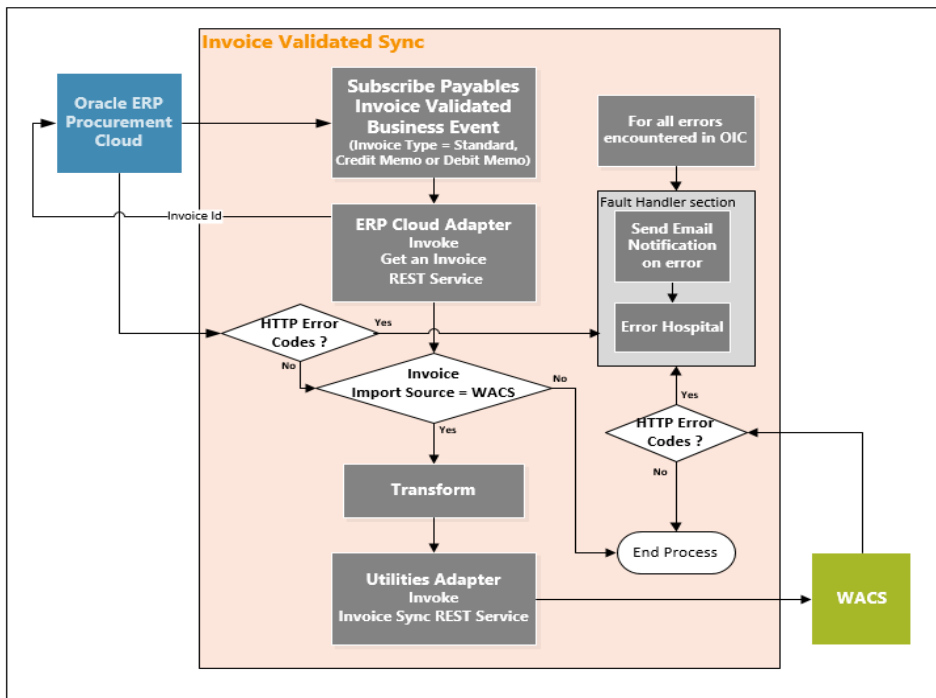 Invoice Validated Sync
Oracle ERP
Procurement
Cloud
Subscribe Payables
Invoice Validated
Business Event
(Invoice Type = Standard,
Credit Memo or Debit Memo)
For all errors
encountered in OIC
Invoice Id
ERP Cloud Adapter
Invoke
Get an Invoice
REST Service
Fault Handler section
Send Email
Notification
on error
Error Hospital
HTTP Error
Codes ?
Yes
No
Invoice
Import Source = WACS
No
Yes
Yes
HTTP Error
Codes ?
No
Transform
End Process
Utilities Adapter
Invoke
Invoice Sync REST Service
WACS